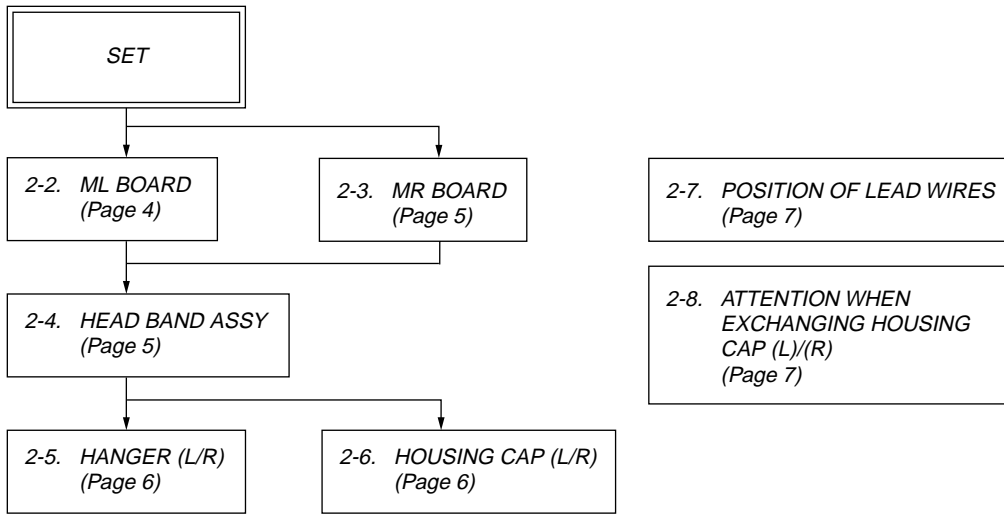 SET
2-2. ML BOARD
(Page 4)
2-3. MR BOARD
(Page 5)
2-7. POSITION OF LEAD WIRES
(Page 7)
2-4. HEAD BAND ASSY
(Page 5)
2-8. ATTENTION WHEN
EXCHANGING HOUSING
CAP (L)/(R)
(Page 7)
2-5. HANGER (L/R)
(Page 6)
2-6. HOUSING CAP (L/R)
(Page 6)